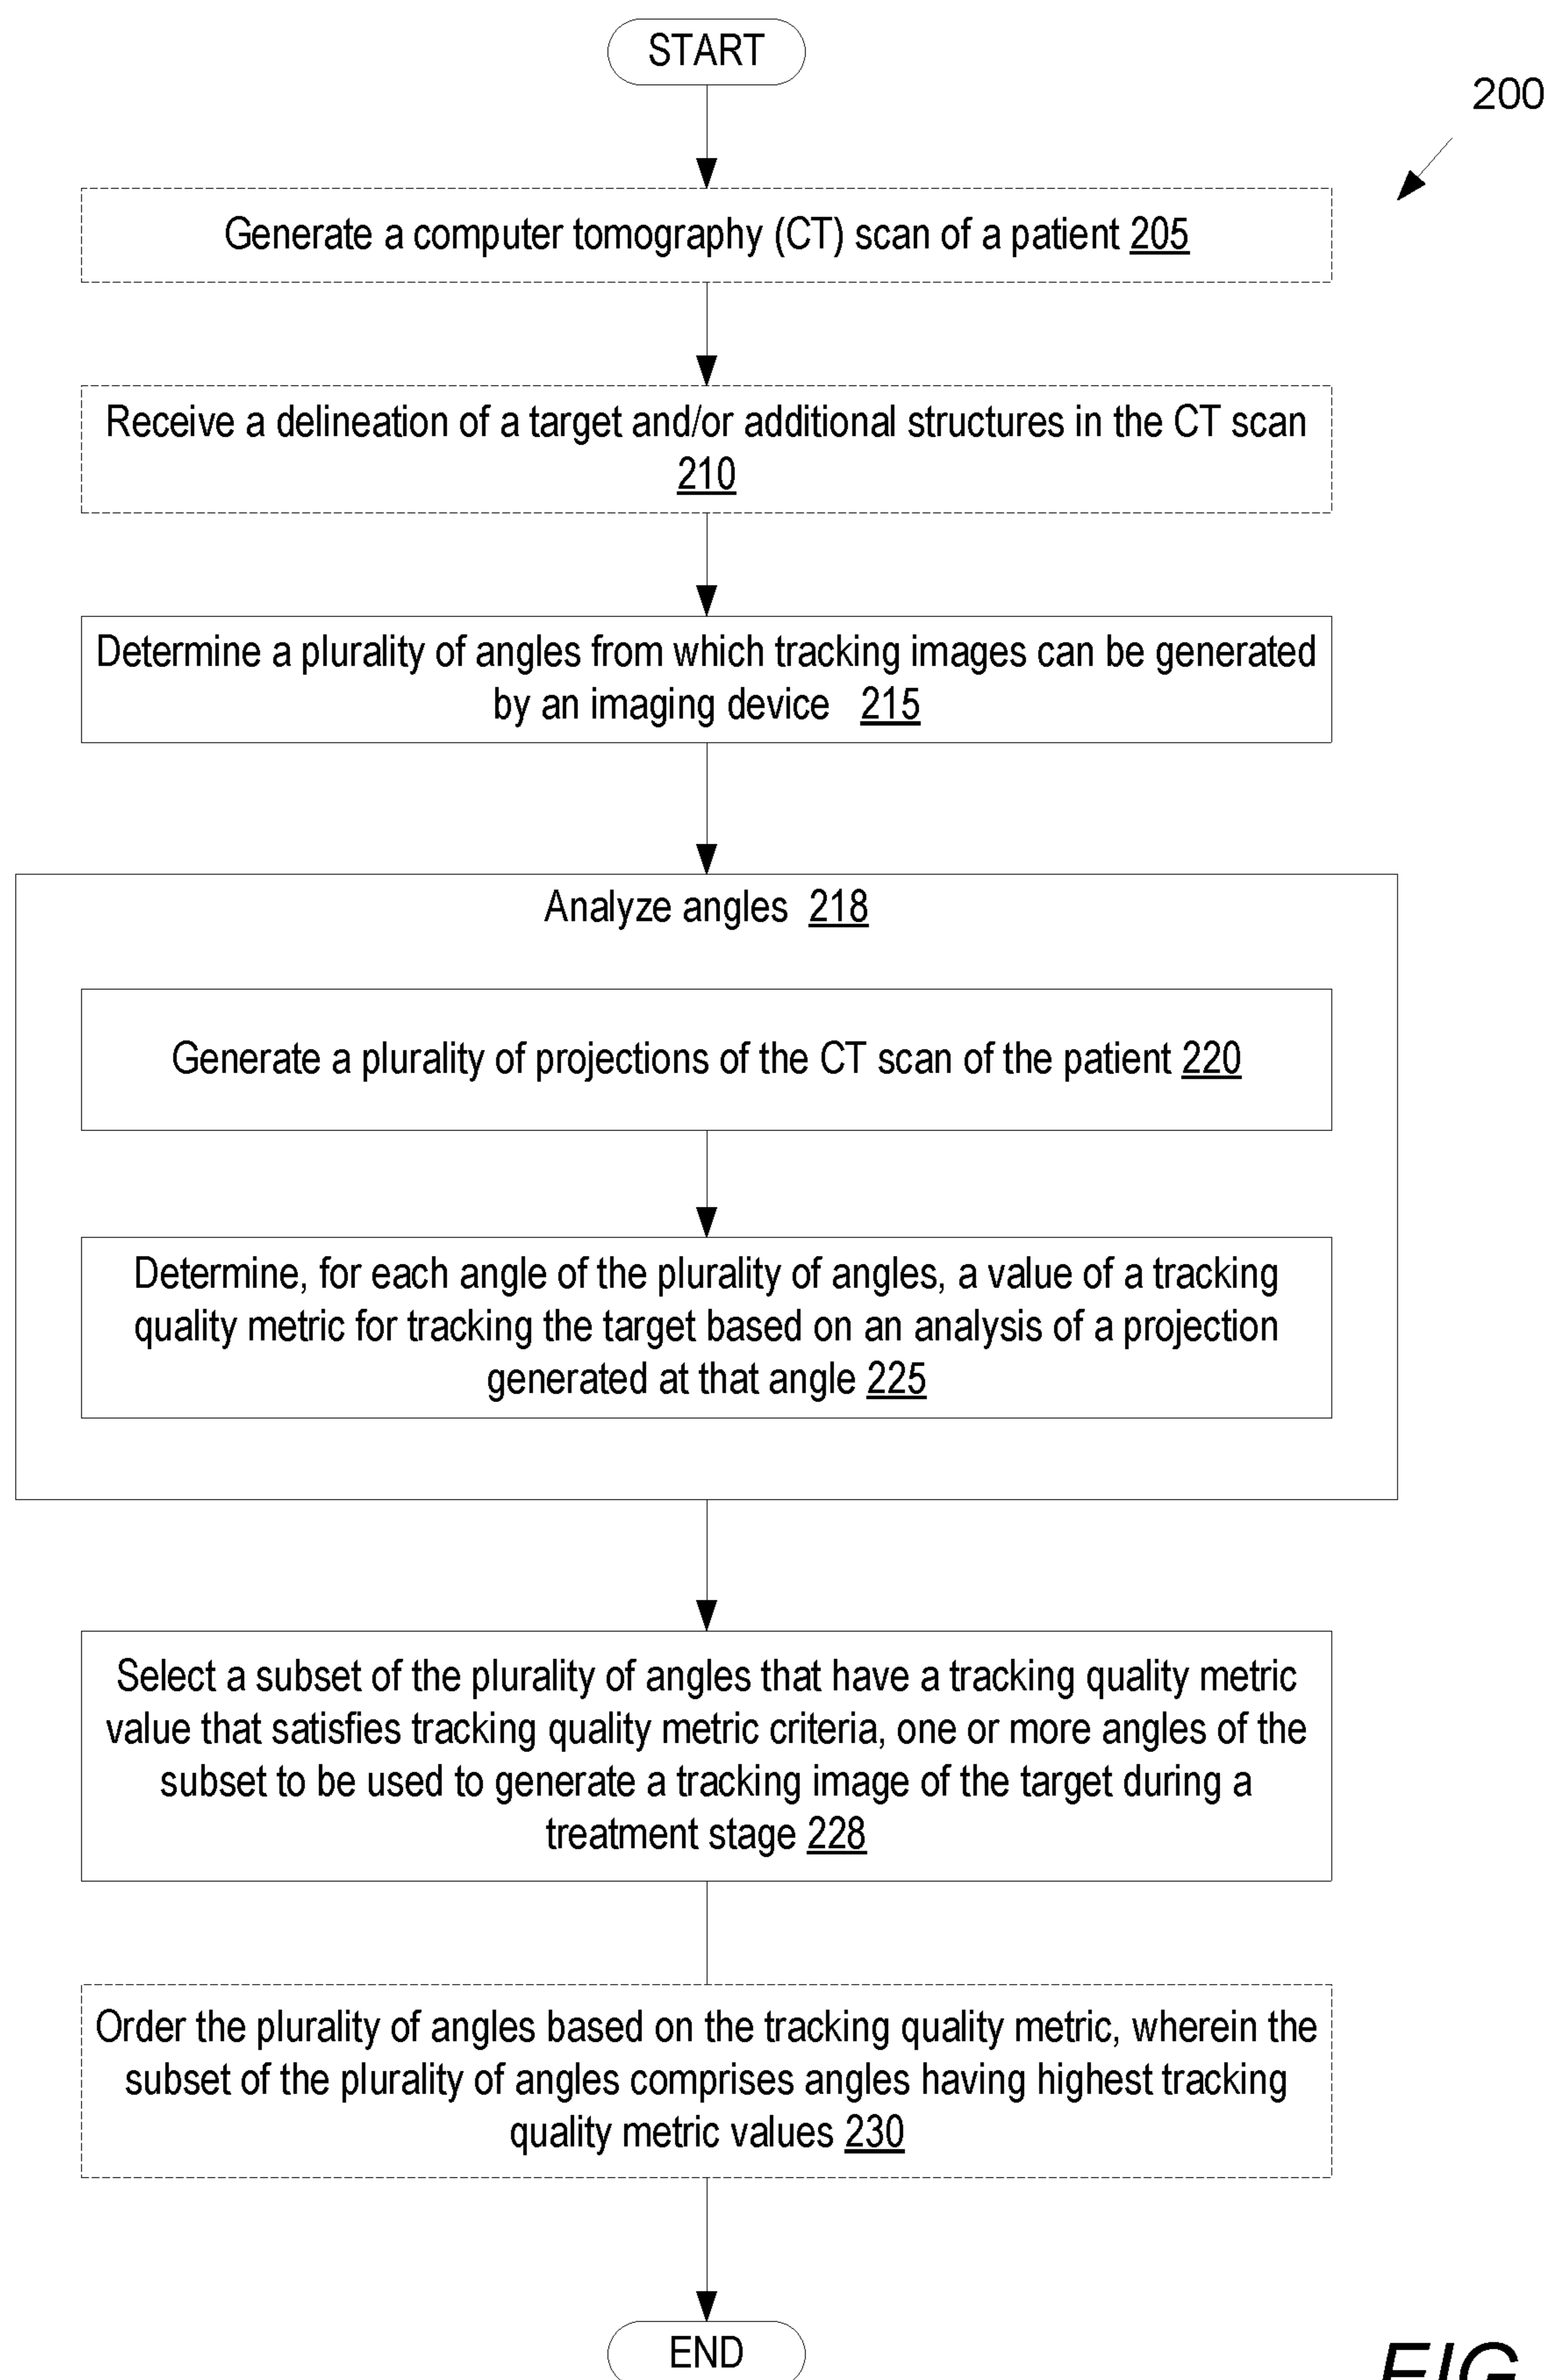 START
200
Generate a computer tomography (CT) scan of a patient 205
Receive a delineation of a target and/or additional structures in the CT scan
210
Determine a plurality of angles from which tracking images can be generated
by an imaging device 215
Analyze angles 218
Generate a plurality of projections of the CT scan of the patient 220
Determine, for each angle of the plurality of angles, a value of a tracking
quality metric for tracking the target based on an analysis of a projection
generated at that angle 225
Select a subset of the plurality of angles that have a tracking quality metric
value that satisfies tracking quality metric criteria, one or more angles of the
subset to be used to generate a tracking image of the target during a
treatment stage 228
Order the plurality of angles based on the tracking quality metric, wherein the
subset of the plurality of angles comprises angles having highest tracking
quality metric values 230
END